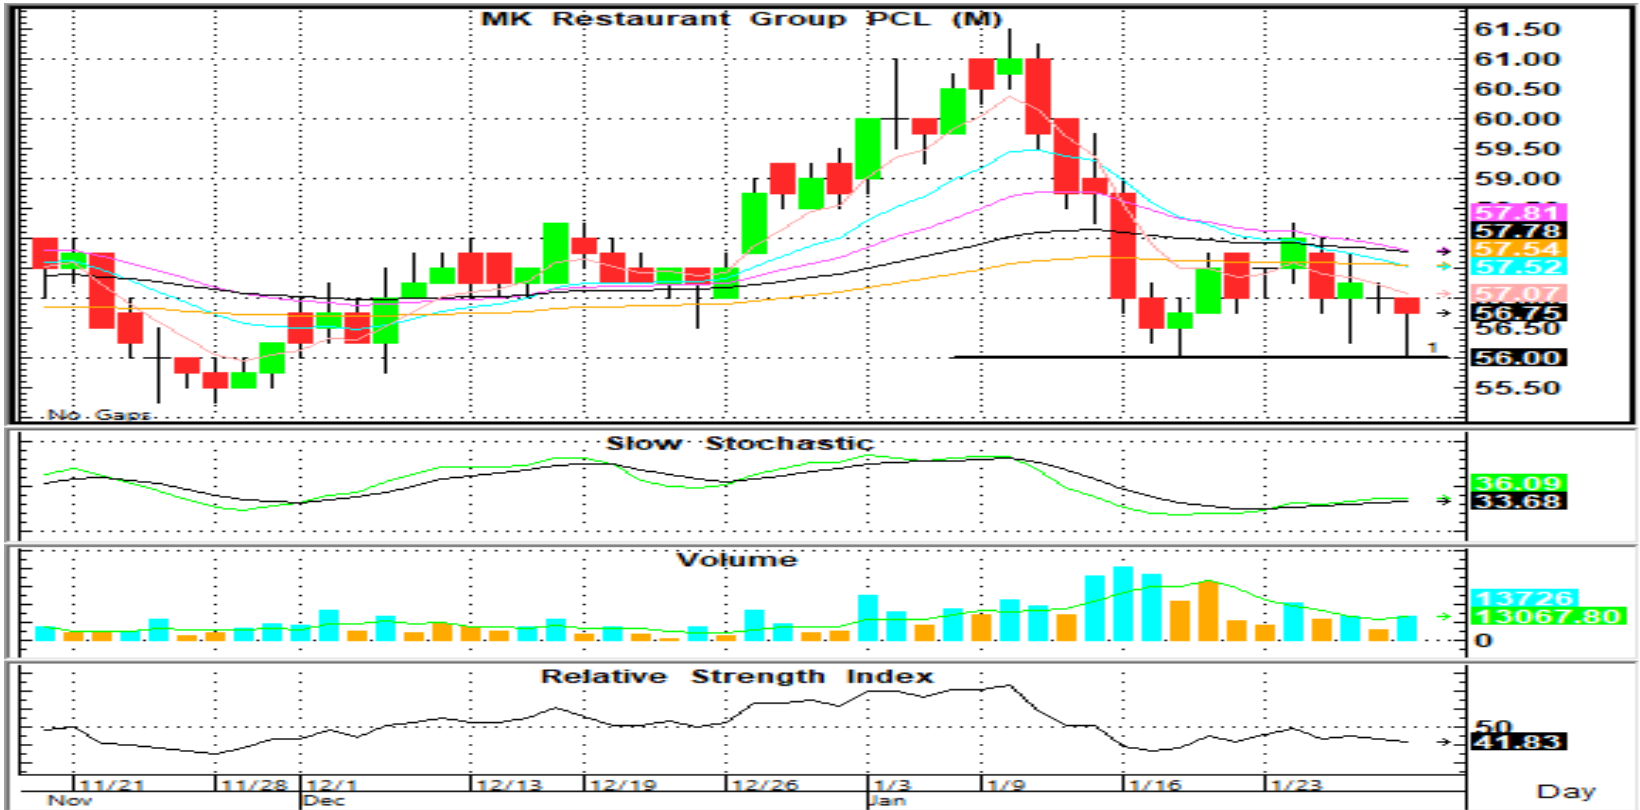 MK Restaurant Group PCL (M)
61.50
61.00
60.50
60.00
59.50
59.00
57.81
57.78
57.54
57.52
57.07
56.75
56.50
1
56.00
55.50
No Gaps
Slow Stochastic
36.09
33.68
Volume
13726
13067.80
0
Relative Strength Index
50
41.83
11/21 11/28 12/1 12/13 12/19 12/26 1/3 1/9 1/16 1/23
Nov Dec Jan
Day